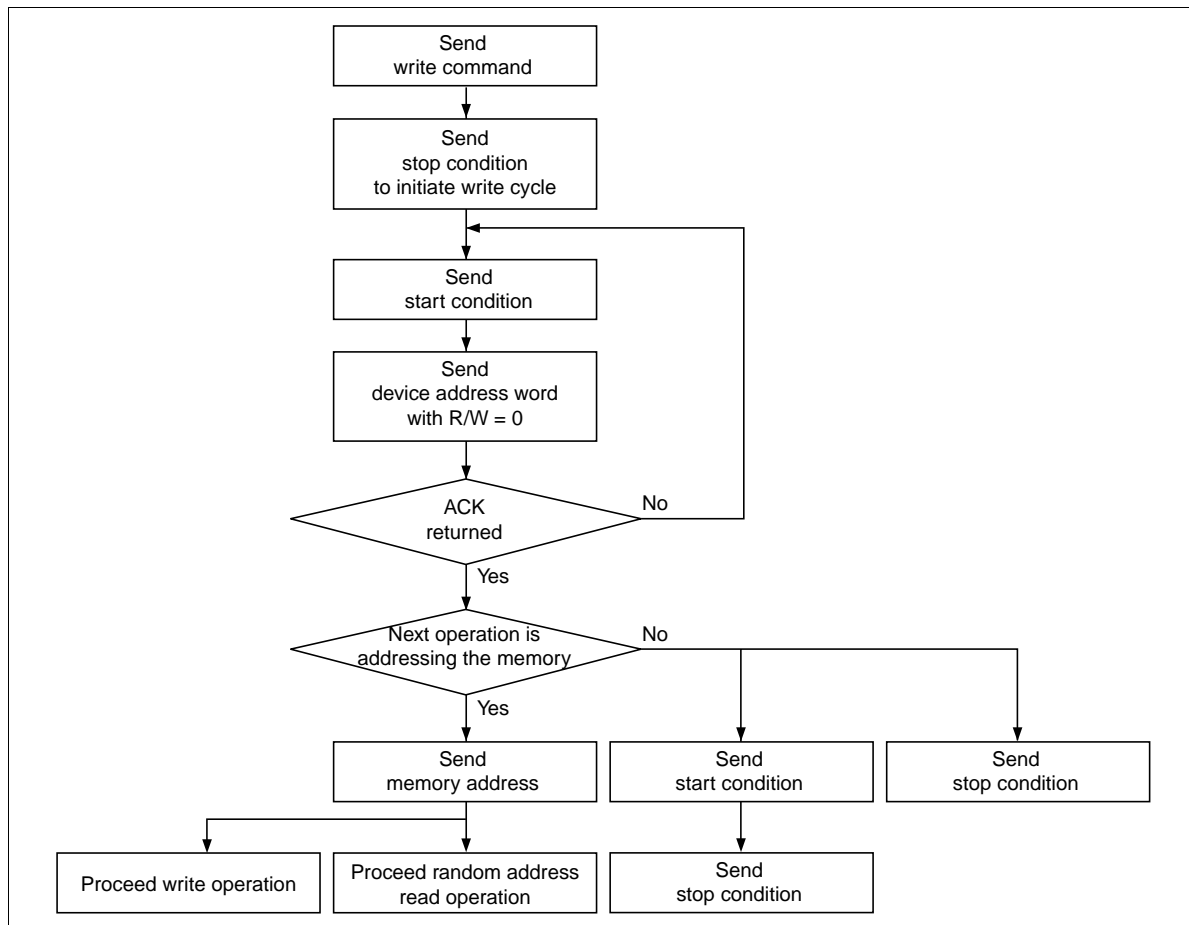 Send
write command
Send
stop condition
to initiate write cycle
Send
start condition
Send
device address word
with R/W = 0
ACK
returned
No
Yes
Next operation is
addressing the memory
No
Yes
Send
memory address
Send
start condition
Send
stop condition
Proceed write operation
Proceed random address
read operation
Send
stop condition